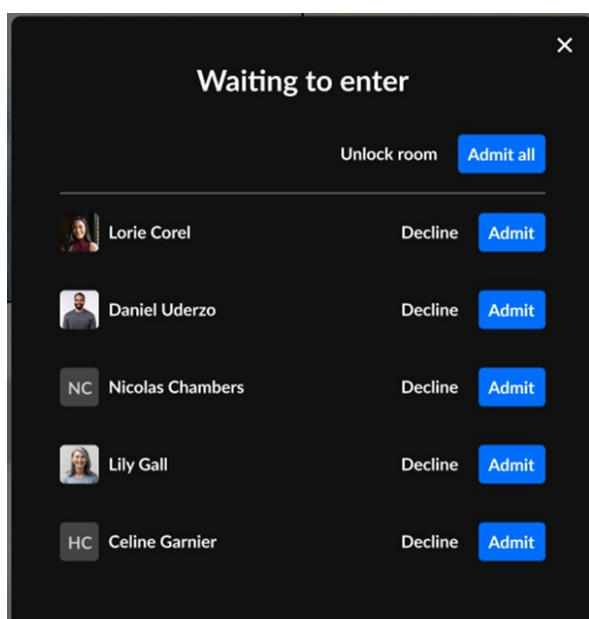 Waiting to enter
Unlock room Admit all
Lorie Corel Decline Admit
Daniel Uderzo Decline Admit
NC Nicolas Chambers Decline Admit
Lily Gall Decline Admit
HC Celine Garnier Decline Admit